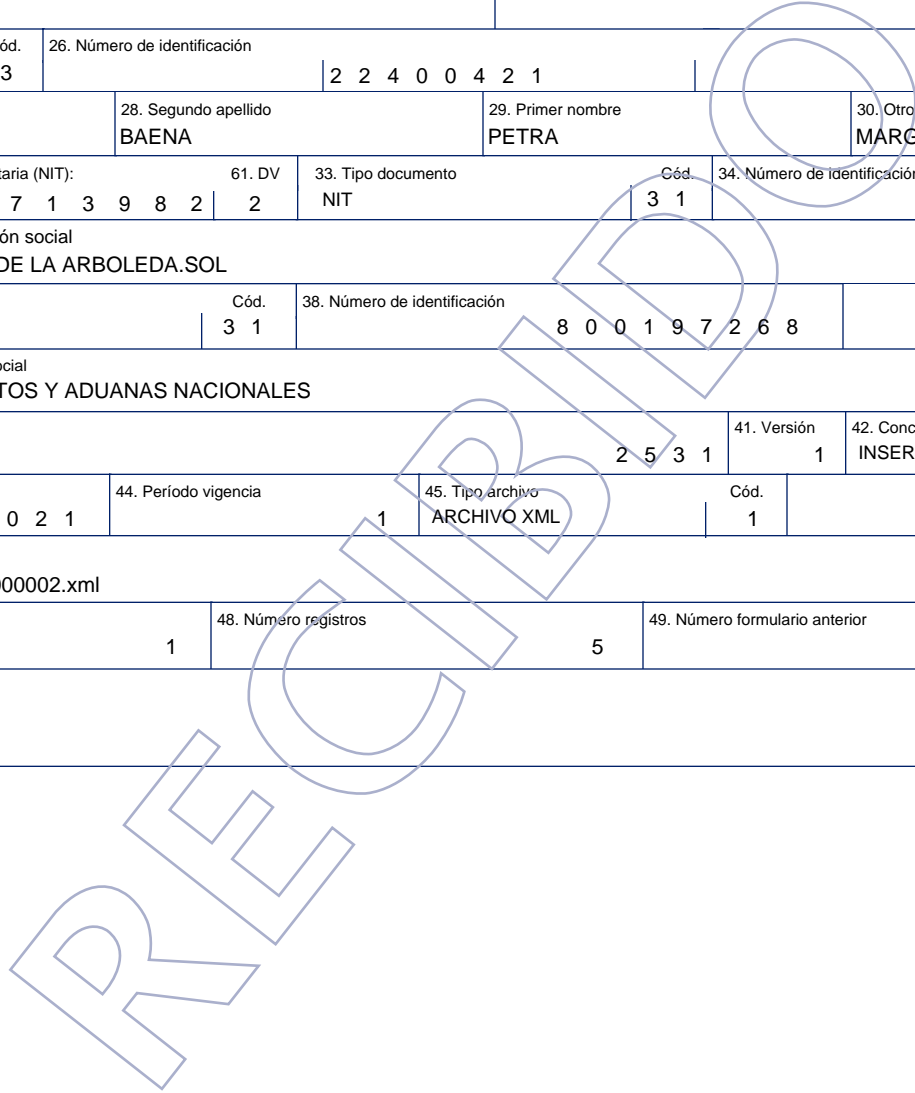 ód. 26. Número de identificación
3 2 2 4 0 0 4 2 1
28. Segundo apellido 29. Primer nombre 30. Otro
BAENA PETRA MARG
taria (NIT): 61. DV 33. Tipo documento Cód. 34. Número de identificación
7 1 3 9 8 2 2 NIT 3 1
ón social
DE LA ARBOLEDA.SOL
Cód. 38. Número de identificación
3 1 8 0 0 1 9 7 2 6 8
ocial
TOS Y ADUANAS NACIONALES
41. Versión 42. Conc
2 5 3 1 1 INSER
44. Período vigencia 45. Tipo archivo Cód.
0 2 1 1 ARCHIVO XML 1
000002.xml
48. Número registros 49. Número formulario anterior
1 5
RECIBIDO